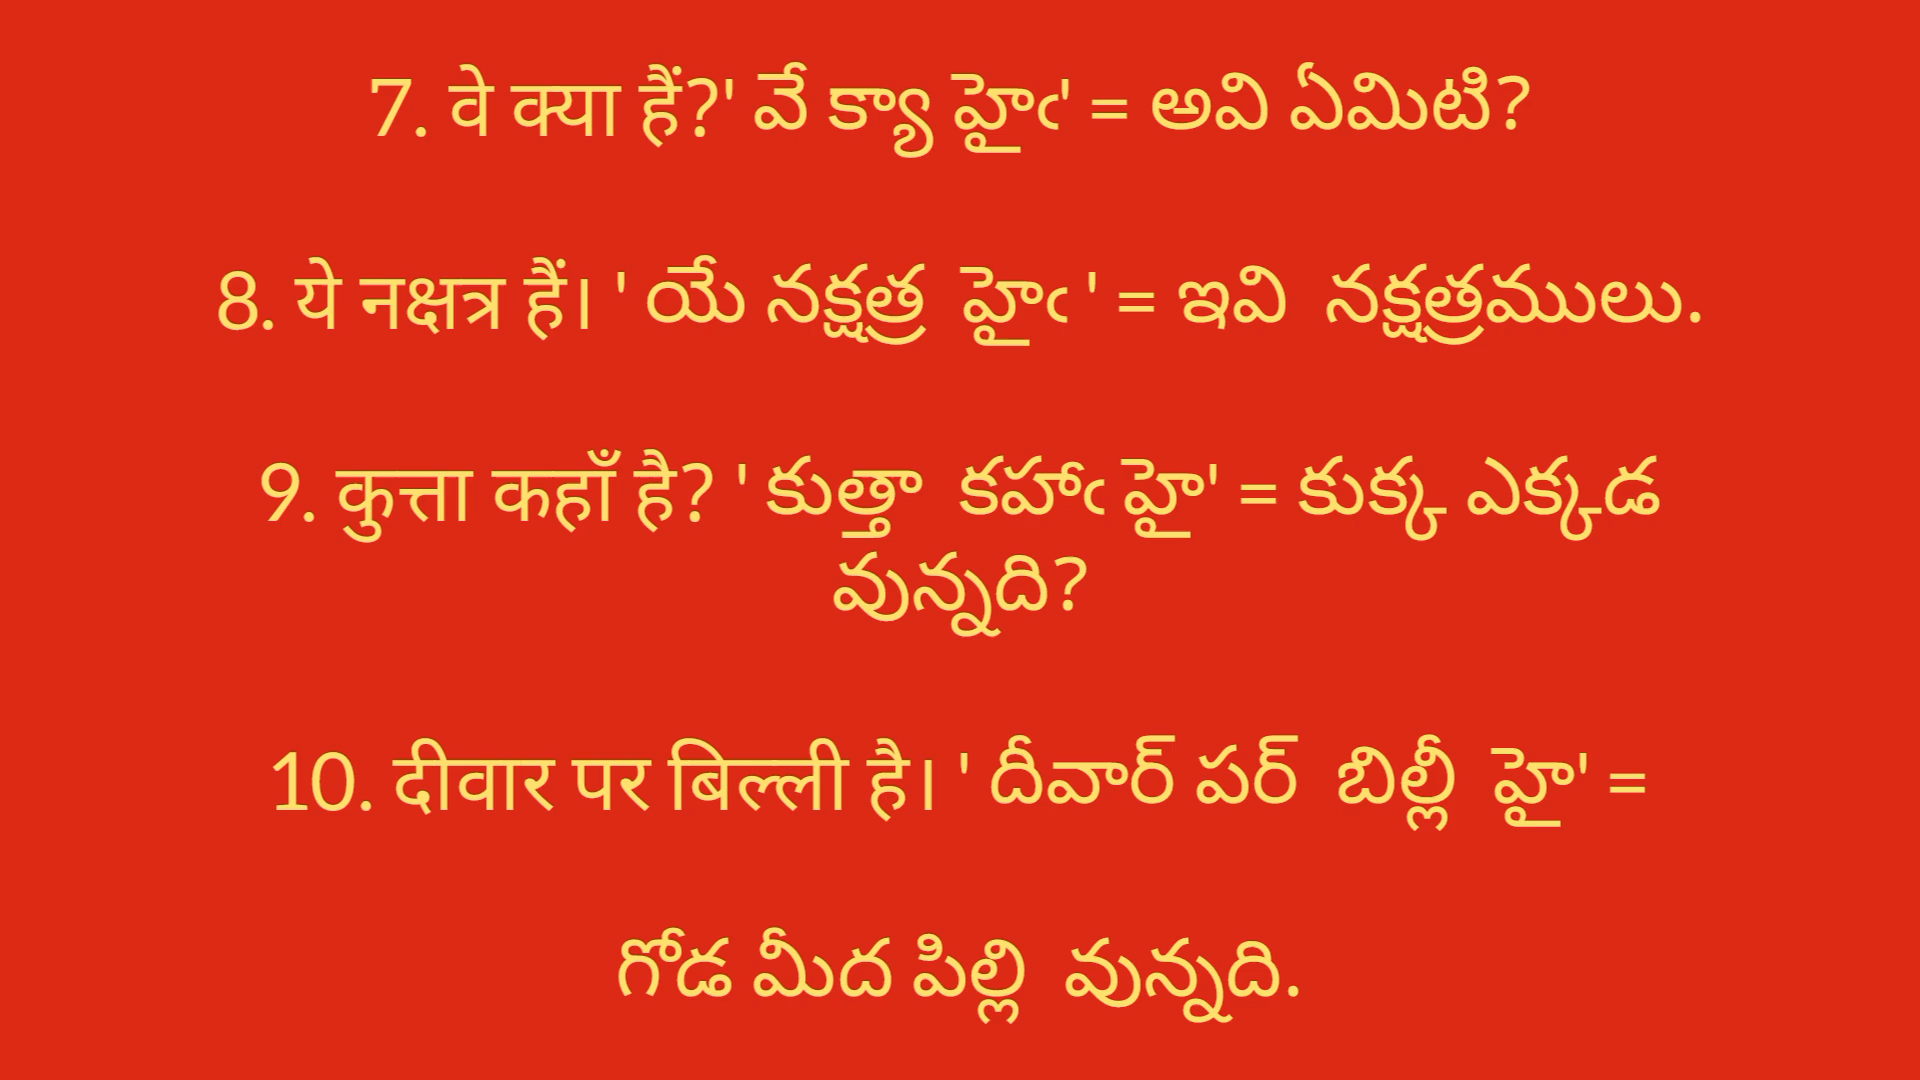 7. वे क्या हैं?' వే క్యా హైఁ' = అవి ఏమిటి?
8. ये नक्षत्र हैं। ' యే నక్షత్ర హైఁ ' = ఇవి నక్షత్రములు.
9. कुत्ता कहाँ है? ' కుత్తా కహాఁ హై' = కుక్క ఎక్కడ
వున్నది?
10. दीवार पर बिल्ली है। ' దీవార్ పర్ బిల్లీ హై' =
గోడ మీద పిల్లి వున్నది.